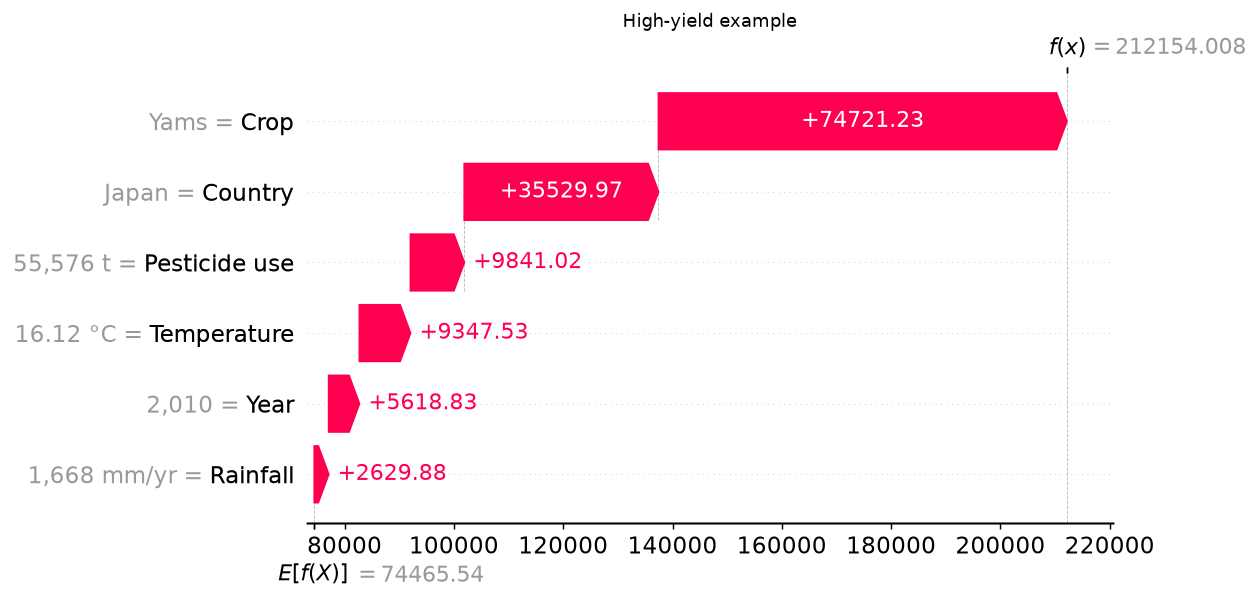 High-yield example
f(x) = 212154.008
Yams = Crop
+74721.23
Japan = Country
+35529.97
55,576 t = Pesticide use
+9841.02
16.12 °C = Temperature
+9347.53
2,010 = Year
+5618.83
1,668 mm/yr = Rainfall
+2629.88
80000 100000 120000 140000 160000 180000 200000 220000
E[f(X)] = 74465.54